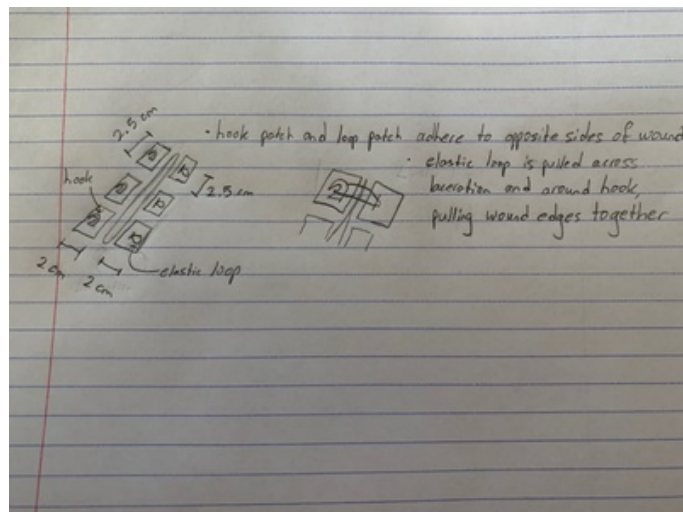 2.5 cm
• hook patch and loop patch adhere to opposite sides of wound
• elastic loop is pulled across
laceration and around hook,
pulling wound edges together
hook
2.5 cm
2 cm
2 cm
elastic loop